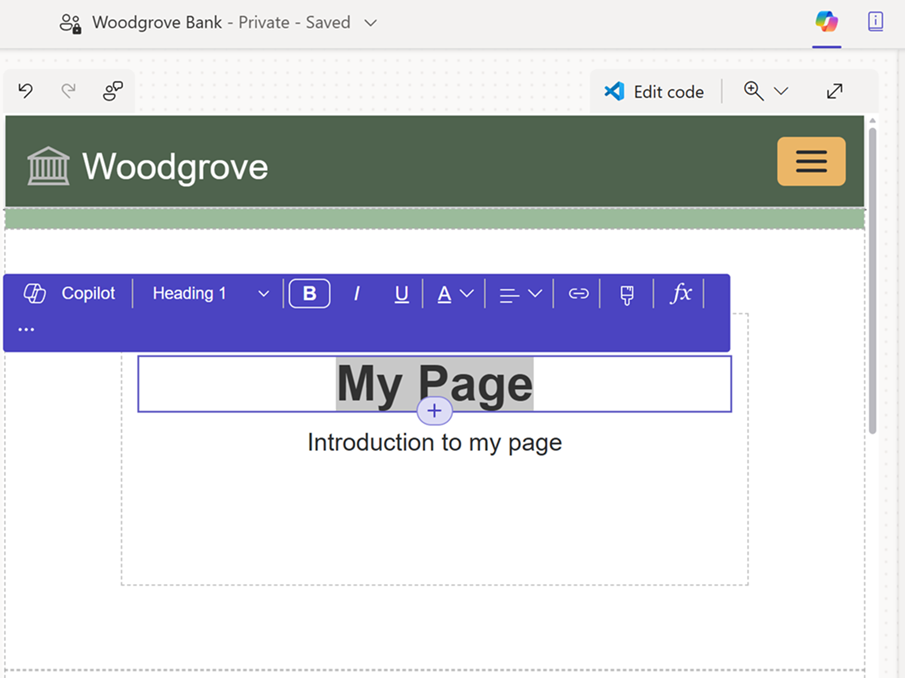 Woodgrove Bank - Private - Saved
Edit code
Woodgrove
Copilot Heading 1 B I U A fx
...
My Page
Introduction to my page